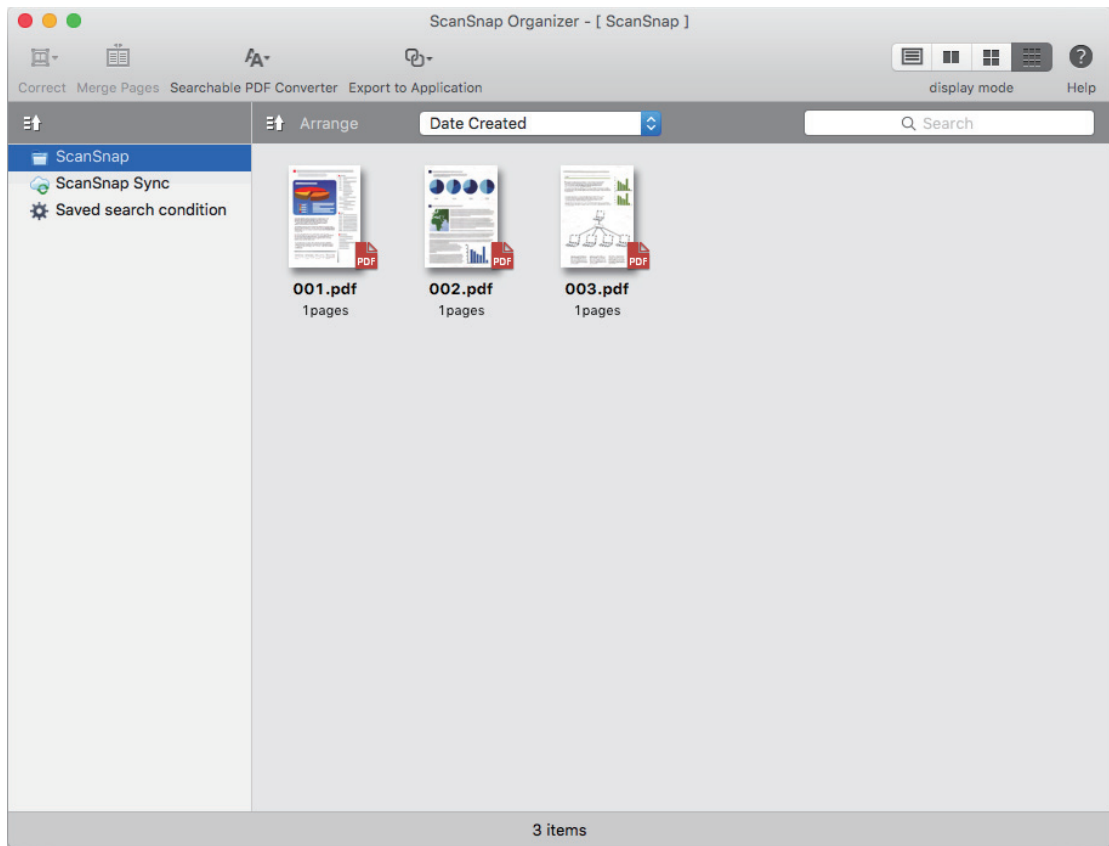 ScanSnap Organizer - [ ScanSnap ]
Correct Merge Pages Searchable PDF Converter Export to Application display mode Help
Arrange Date Created Search
ScanSnap
ScanSnap Sync
Saved search condition
PDF PDF PDF
001.pdf 002.pdf 003.pdf
1pages 1pages 1pages
3 items